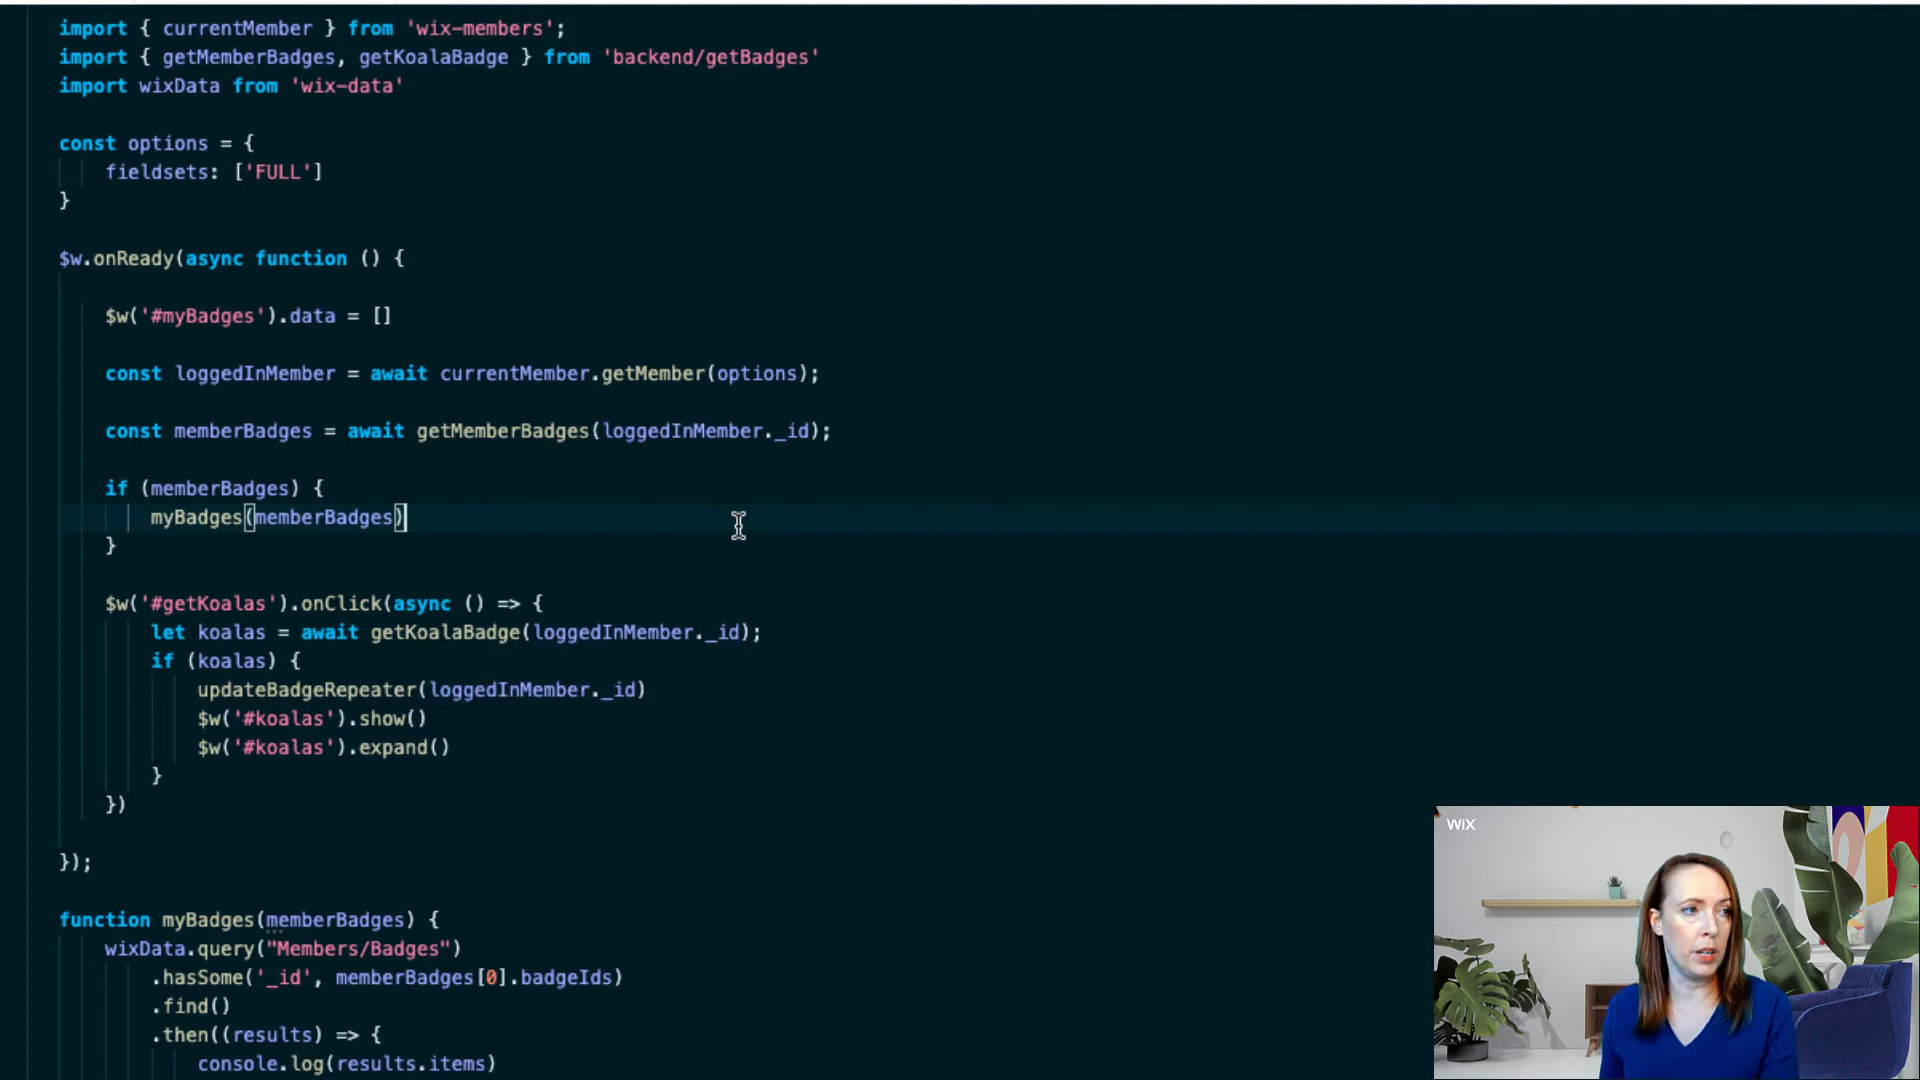 import { currentMember } from 'wix-members';
import { getMemberBadges, getKoalaBadge } from 'backend/getBadges'
import wixData from 'wix-data'
const options = {
fieldsets: ['FULL']
}
$w.onReady(async function () {
$w('#myBadges').data = []
const loggedInMember = await currentMember.getMember(options);
const memberBadges = await getMemberBadges(loggedInMember._id);
if (memberBadges) {
myBadges(memberBadges)
}
$w('#getKoalas').onClick(async () => {
let koalas = await getKoalaBadge(loggedInMember._id);
if (koalas) {
updateBadgeRepeater(loggedInMember._id)
$w('#koalas').show()
$w('#koalas').expand()
}
})
});
function myBadges(memberBadges) {
wixData.query("Members/Badges")
.hasSome('_id', memberBadges[0].badgeIds)
.find()
.then((results) => {
console.log(results.items)
WiX